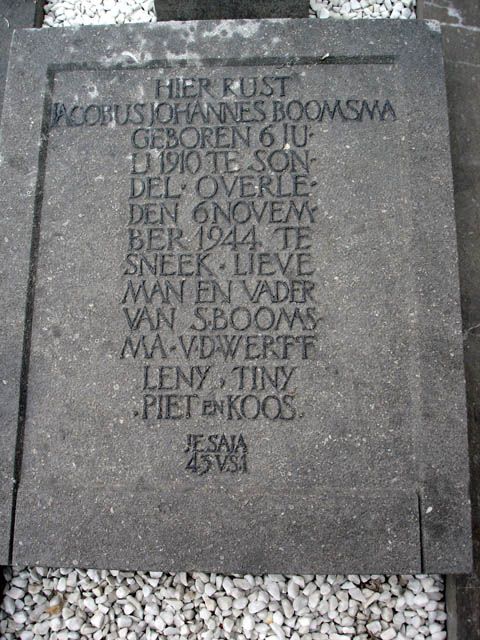 HIER RUST
JACOBUS JOHANNES BOOMSMA
GEBOREN 6 JU-
LI 1910 TE SON-
DEL · OVERLE-
DEN 6 NOVEM-
BER 1944 TE
SNEEK · LIEVE
MAN EN VADER
VAN S·BOOMS-
MA·V·D·WERFF
LENY, TINY
, PIET EN KOOS.
JESAJA
43 VS:1